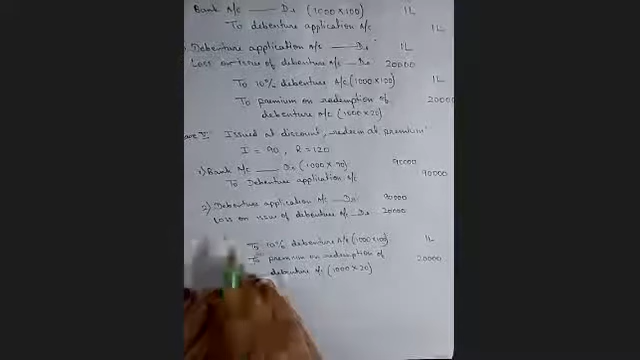 Bank A/c —— Dr (1000×100) 1L
To debenture application A/c 1L
Debenture application A/c —— Dr 1L
Loss on issue of debenture A/c — Dr 20000
To 10% debenture A/c (1000×100) 1L
To premium on redemption of 20000
debenture A/c (1000×20)
Issued at discount, redeem at premium
I = 90, R = 120
1) Bank A/c —— Dr (1000×90) 90000
To Debenture application A/c 90000
2) Debenture application A/c — Dr 90000
Loss on issue of debenture A/c — Dr 20000
To 10% debenture A/c (1000×100) 1L
To premium on redemption of 20000
debenture A/c (1000×20)